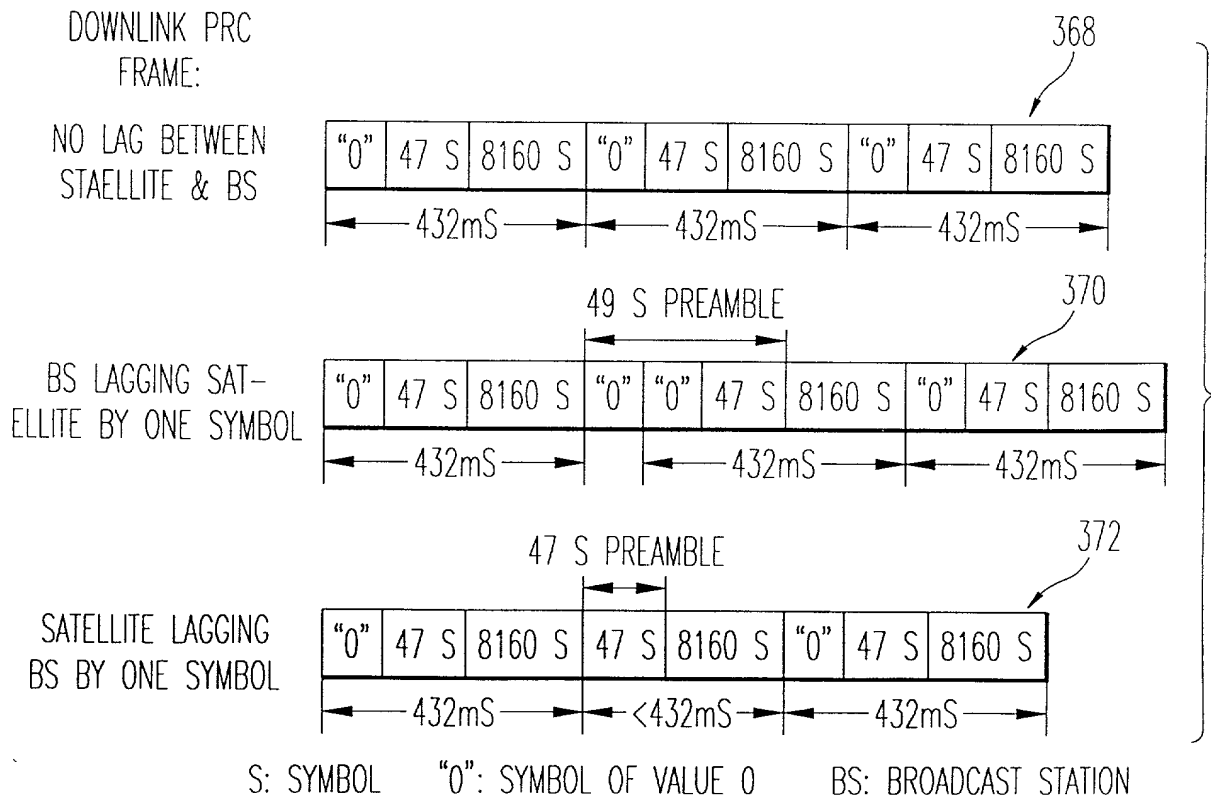 DOWNLINK PRC
FRAME:
368
NO LAG BETWEEN
STAELLITE & BS
“0” 47 S 8160 S “0” 47 S 8160 S “0” 47 S 8160 S
432mS 432mS 432mS
49 S PREAMBLE
370
BS LAGGING SAT-
ELLITE BY ONE SYMBOL
“0” 47 S 8160 S “0” “0” 47 S 8160 S “0” 47 S 8160 S
432mS 432mS 432mS
47 S PREAMBLE
372
SATELLITE LAGGING
BS BY ONE SYMBOL
“0” 47 S 8160 S 47 S 8160 S “0” 47 S 8160 S
432mS <432mS 432mS
S: SYMBOL “0”: SYMBOL OF VALUE 0 BS: BROADCAST STATION